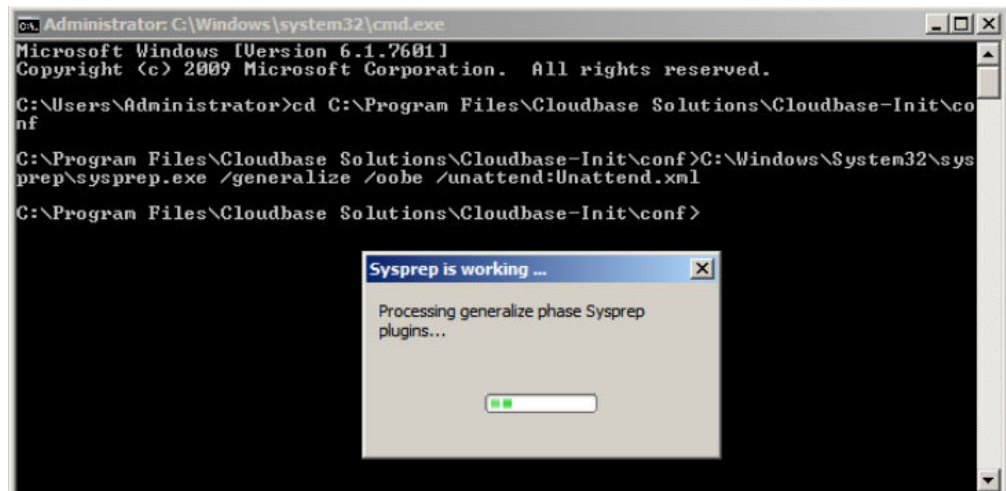 Administrator: C:\Windows\system32\cmd.exe
Microsoft Windows [Version 6.1.7601]
Copyright (c) 2009 Microsoft Corporation.  All rights reserved.
C:\Users\Administrator>cd C:\Program Files\Cloudbase Solutions\Cloudbase-Init\co
nf
C:\Program Files\Cloudbase Solutions\Cloudbase-Init\conf>C:\Windows\System32\sys
prep\sysprep.exe /generalize /oobe /unattend:Unattend.xml
C:\Program Files\Cloudbase Solutions\Cloudbase-Init\conf>
Sysprep is working ...
Processing generalize phase Sysprep
plugins...